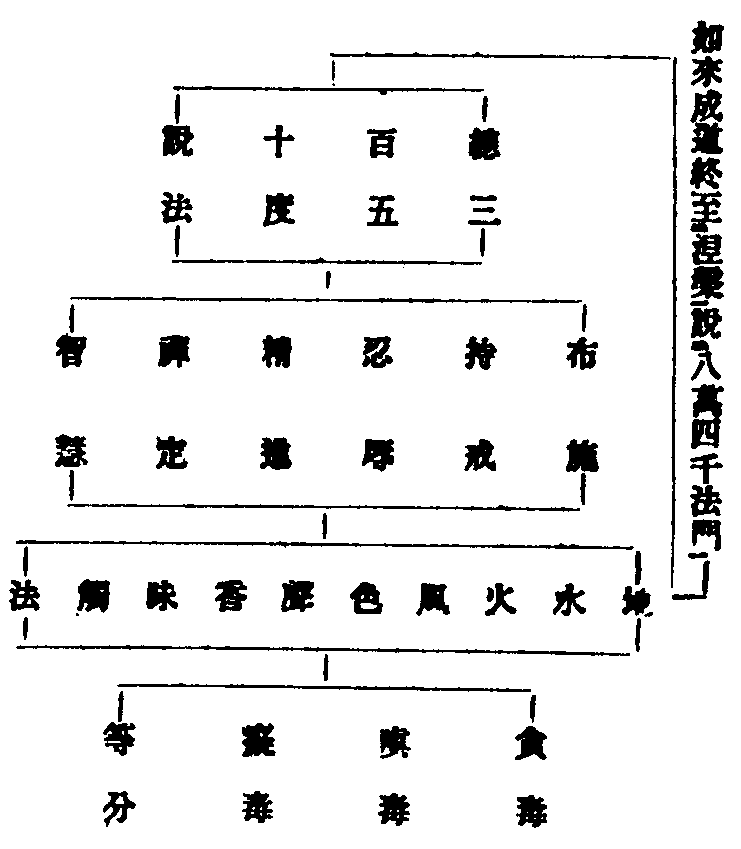 如來成道終至涅槃說八萬四千法門
總三
百五
十度
說法
布施
持戒
忍辱
精進
禪定
智慧
地
水
火
風
色
聲
香
味
觸
法
貪毒
嗔毒
癡毒
等分